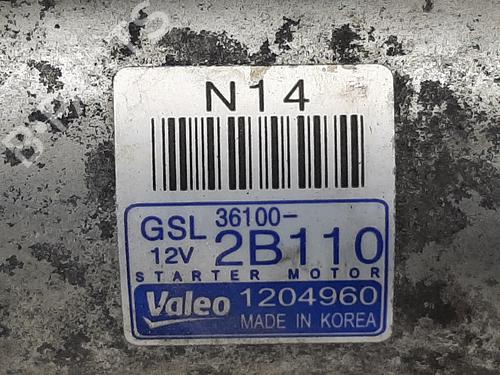 N14
GSL 36100-
12V 2B110
STARTER MOTOR
Valeo 1204960
MADE IN KOREA